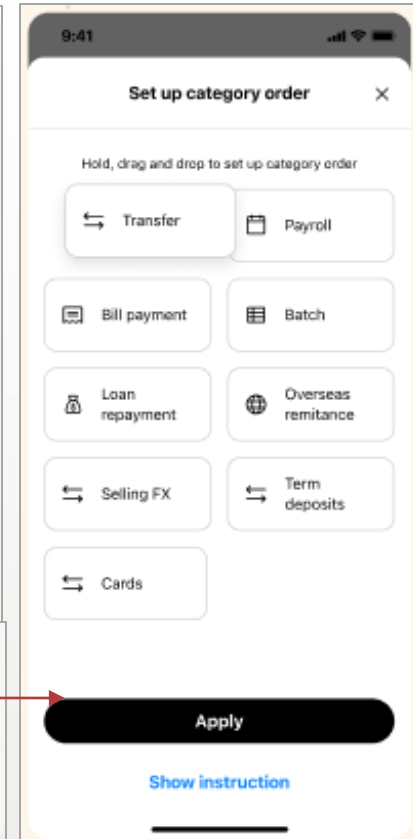 9:41
Set up category order
Hold, drag and drop to set up category order
Transfer
Payroll
Bill payment
Batch
Loan
repayment
Overseas
remitance
Selling FX
Term
deposits
Cards
Apply
Show instruction